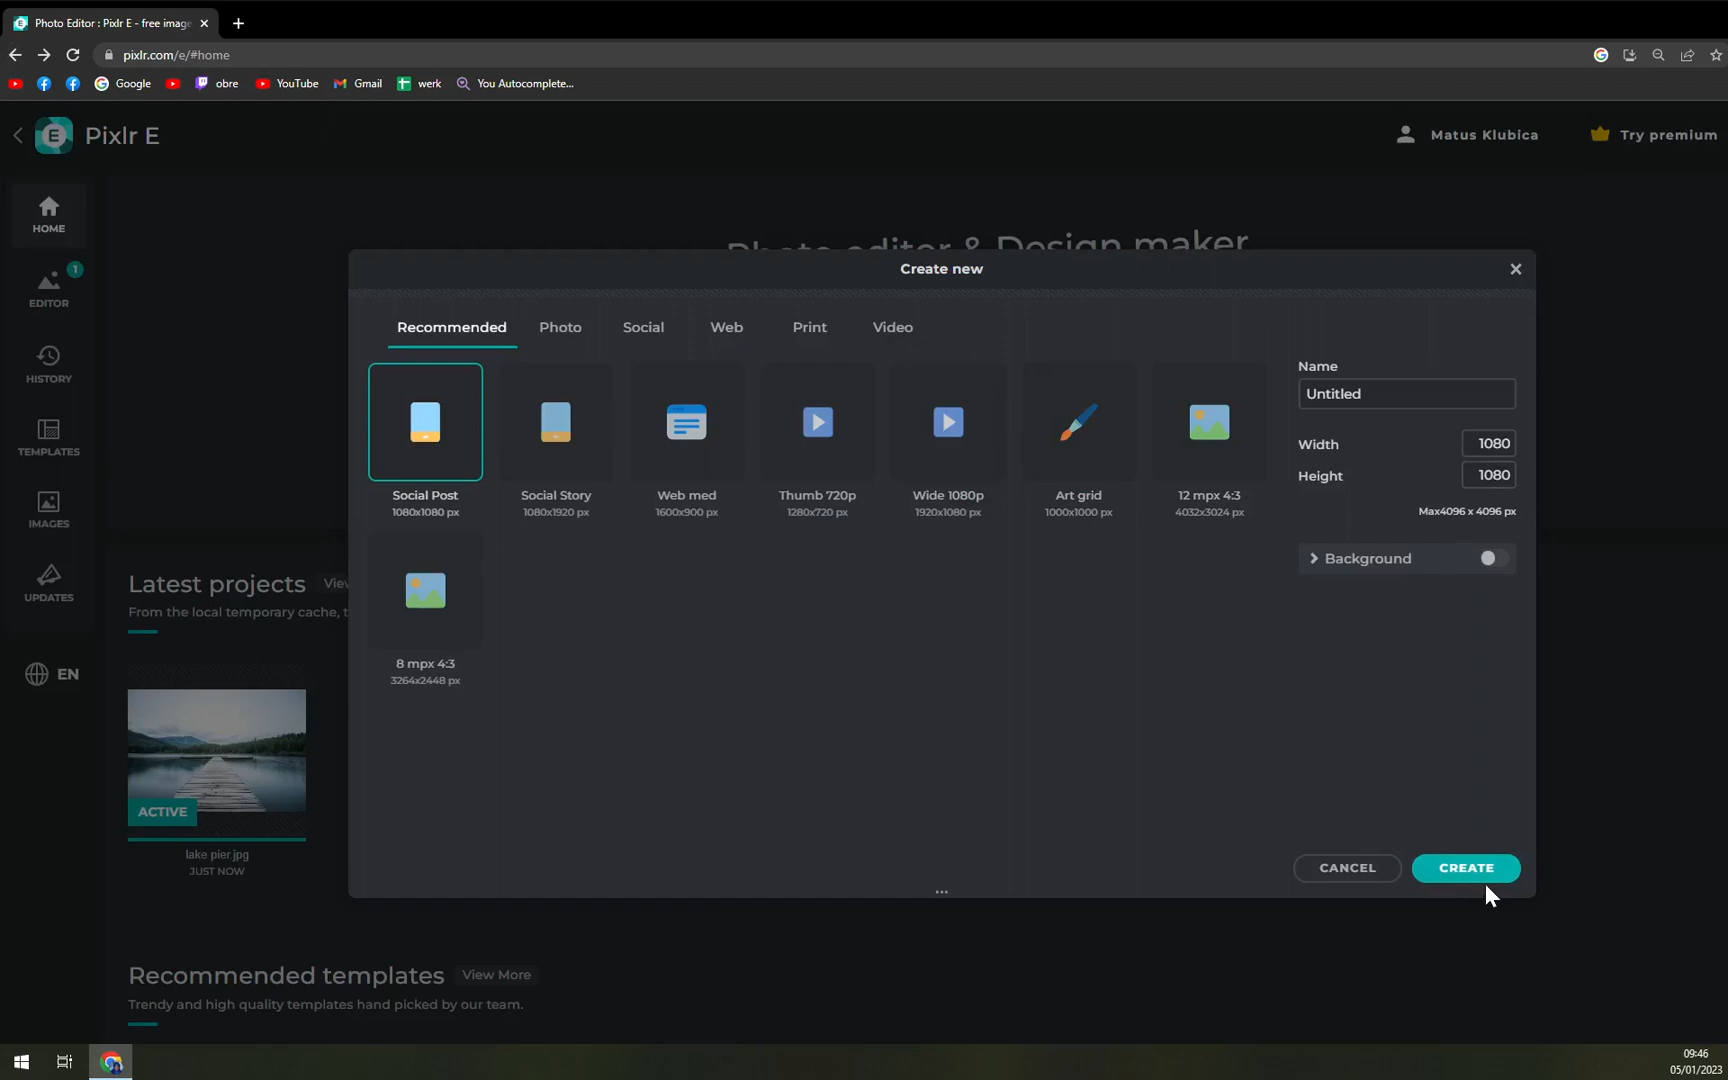 Photo Editor : Pixlr E - free image
pixlr.com/e/#home
Google obre YouTube Gmail werk You Autocomplete...
Pixlr E
Matus Klubica Try premium
HOME
1
EDITOR
HISTORY
TEMPLATES
IMAGES
UPDATES
EN
Photo editor & Design maker
Create new
Recommended Photo Social Web Print Video
Social Post
1080x1080 px
Social Story
1080x1920 px
Web med
1600x900 px
Thumb 720p
1280x720 px
Wide 1080p
1920x1080 px
Art grid
1000x1000 px
12 mpx 4:3
4032x3024 px
8 mpx 4:3
3264x2448 px
Name
Untitled
Width 1080
Height 1080
Max4096 x 4096 px
Background
CANCEL CREATE
...
Latest projects
From the local temporary cache,
ACTIVE
lake pier.jpg
JUST NOW
Recommended templates View More
Trendy and high quality templates hand picked by our team.
09:46
05/01/2023